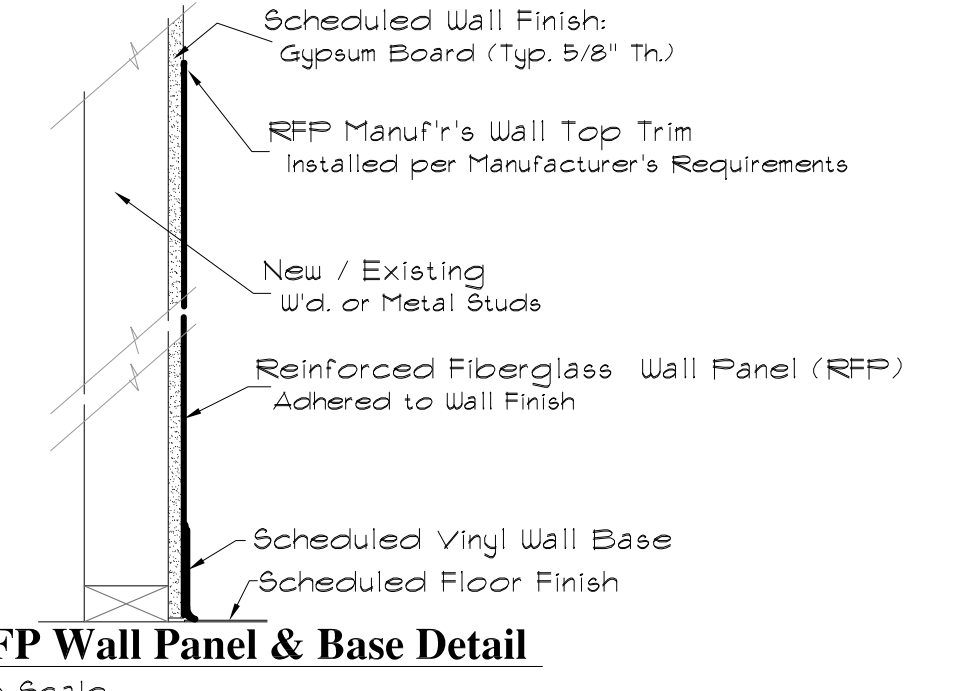 Scheduled Wall Finish:
Gypsum Board (Typ. 5/8" Th.)
RFP Manuf'r's Wall Top Trim
Installed per Manufacturer's Requirements
New / Existing
W'd. or Metal Studs
Reinforced Fiberglass Wall Panel (RFP)
Adhered to Wall Finish
Scheduled Vinyl Wall Base
Scheduled Floor Finish
FP Wall Panel & Base Detail
Scale